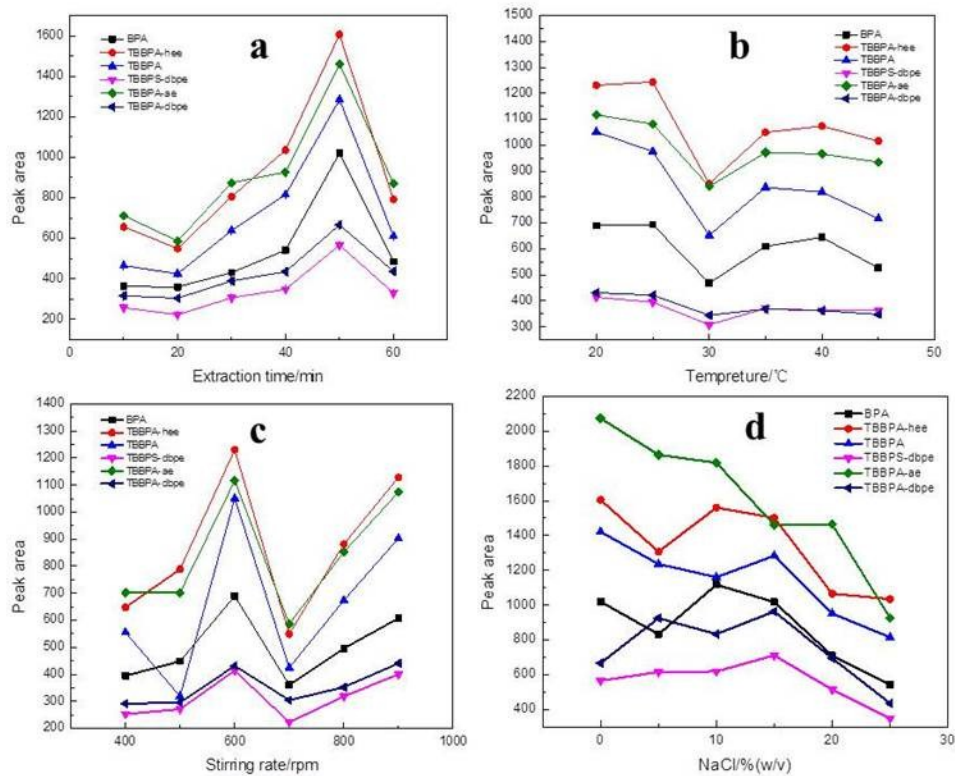 a
BPA
TBBPA-hee
TBBPA
TBBPS-dbpe
TBBPA-ae
TBBPA-dbpe
1600
1400
1200
1000
800
600
400
200
Peak area
0 20 40 60
Extraction time/min
b
BPA
TBBPA-hee
TBBPA
TBBPS-dbpe
TBBPA-ae
TBBPA-dbpe
1500
1400
1300
1200
1100
1000
900
800
700
600
500
400
300
Peak area
20 30 40 50
Tempreture/℃
c
BPA
TBBPA-hee
TBBPA
TBBPS-dbpe
TBBPA-ae
TBBPA-dbpe
1400
1300
1200
1100
1000
900
800
700
600
500
400
300
200
Peak area
400 600 800 1000
Stirring rate/rpm
d
BPA
TBBPA-hee
TBBPA
TBBPS-dbpe
TBBPA-ae
TBBPA-dbpe
2200
2000
1800
1600
1400
1200
1000
800
600
400
Peak area
0 5 10 15 20 25 30
NaCl/%(w/v)